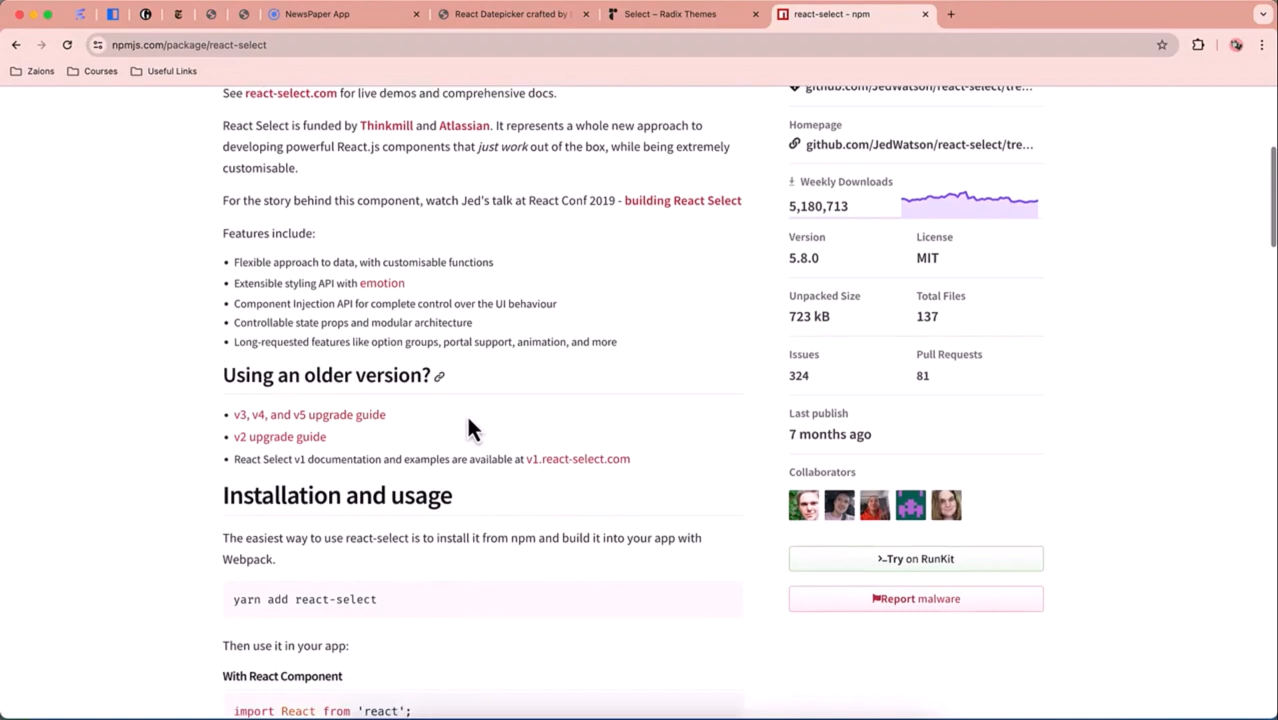 NewsPaper App
React Datepicker crafted by
Select – Radix Themes
react-select - npm
npmjs.com/package/react-select
Zaions
Courses
Useful Links
See react-select.com for live demos and comprehensive docs.
React Select is funded by Thinkmill and Atlassian. It represents a whole new approach to
developing powerful React.js components that just work out of the box, while being extremely
customisable.
For the story behind this component, watch Jed's talk at React Conf 2019 - building React Select
Features include:
• Flexible approach to data, with customisable functions
• Extensible styling API with emotion
• Component Injection API for complete control over the UI behaviour
• Controllable state props and modular architecture
• Long-requested features like option groups, portal support, animation, and more
Using an older version?
• v3, v4, and v5 upgrade guide
• v2 upgrade guide
• React Select v1 documentation and examples are available at v1.react-select.com
Installation and usage
The easiest way to use react-select is to install it from npm and build it into your app with
Webpack.
yarn add react-select
Then use it in your app:
With React Component
import React from 'react';
github.com/JedWatson/react-select/tre...
Homepage
github.com/JedWatson/react-select/tre...
Weekly Downloads
5,180,713
Version
License
5.8.0
MIT
Unpacked Size
Total Files
723 kB
137
Issues
Pull Requests
324
81
Last publish
7 months ago
Collaborators
>_Try on RunKit
Report malware